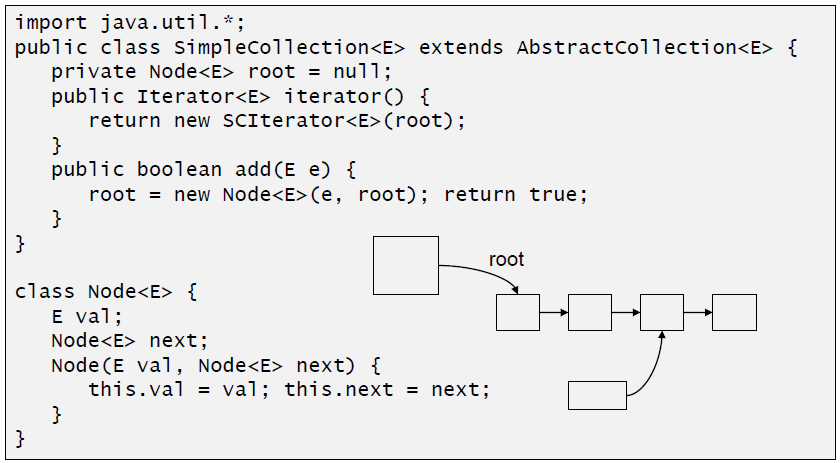 import java.util.*;
public class SimpleCollection<E> extends AbstractCollection<E> {
   private Node<E> root = null;
   public Iterator<E> iterator() {
      return new SCIterator<E>(root);
   }
   public boolean add(E e) {
      root = new Node<E>(e, root); return true;
   }
}
root
class Node<E> {
   E val;
   Node<E> next;
   Node(E val, Node<E> next) {
      this.val = val; this.next = next;
   }
}